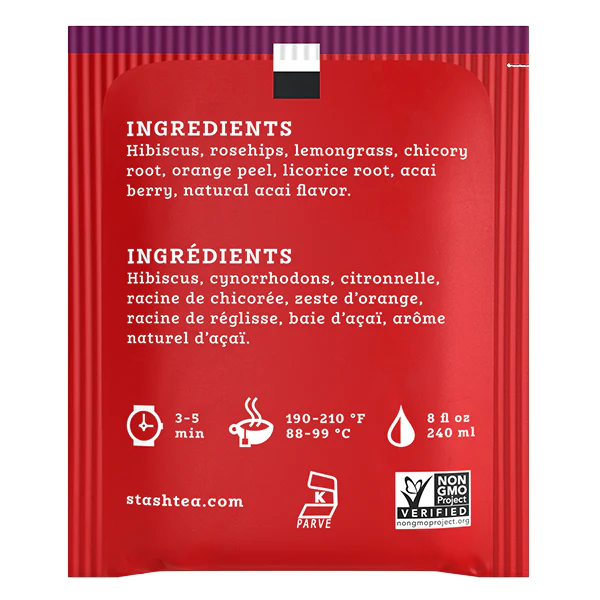 INGREDIENTS
Hibiscus, rosehips, lemongrass, chicory
root, orange peel, licorice root, acai
berry, natural acai flavor.
INGRÉDIENTS
Hibiscus, cynorrhodons, citronnelle,
racine de chicorée, zeste d'orange,
racine de réglisse, baie d'açaï, arôme
naturel d'açaï.
3-5
min
190-210 °F
88-99 °C
8 fl oz
240 ml
stashtea.com
K
PARVE
NON
GMO
Project
VERIFIED
nongmoproject.org